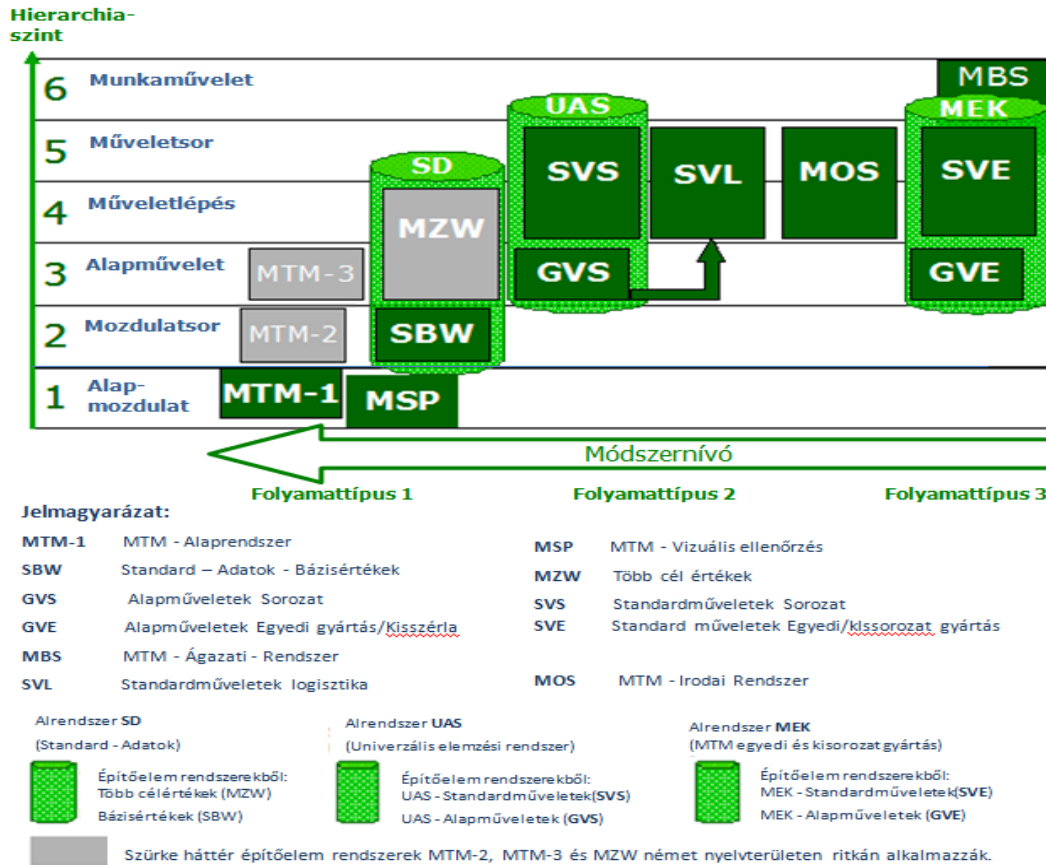 Hierarchia-
szint
6 Munkaművelet
MBS
UAS
MEK
5 Műveletsor
SD
SVS
SVL
MOS
SVE
4 Műveletlépés
MZW
3 Alapművelet
MTM-3
GVS
GVE
2 Mozdulatsor
MTM-2
SBW
1 Alap-
mozdulat
MTM-1
MSP
Módszernívó
Folyamattípus 1
Folyamattípus 2
Folyamattípus 3
Jelmagyarázat:
MTM-1 MTM - Alaprendszer
SBW Standard – Adatok - Bázisértékek
GVS Alapműveletek Sorozat
GVE Alapműveletek Egyedi gyártás/Kisszérla
MBS MTM - Ágazati - Rendszer
SVL Standardműveletek logisztika
MSP MTM - Vizuális ellenőrzés
MZW Több cél értékek
SVS Standardműveletek Sorozat
SVE Standard műveletek Egyedi/kIssorozat gyártás
MOS MTM - Irodai Rendszer
Alrendszer SD
(Standard - Adatok)
Építőelem rendszerekből:
Több célértékek (MZW)
Bázisértékek (SBW)
Alrendszer UAS
(Univerzális elemzési rendszer)
Építőelem rendszerekből:
UAS - Standardműveletek(SVS)
UAS - Alapműveletek (GVS)
Alrendszer MEK
(MTM egyedi és kisorozat gyártás)
Építőelem rendszerekből:
MEK - Standardműveletek(SVE)
MEK - Alapműveletek (GVE)
Szürke háttér építőelem rendszerek MTM-2, MTM-3 és MZW német nyelvterületen ritkán alkalmazzák.